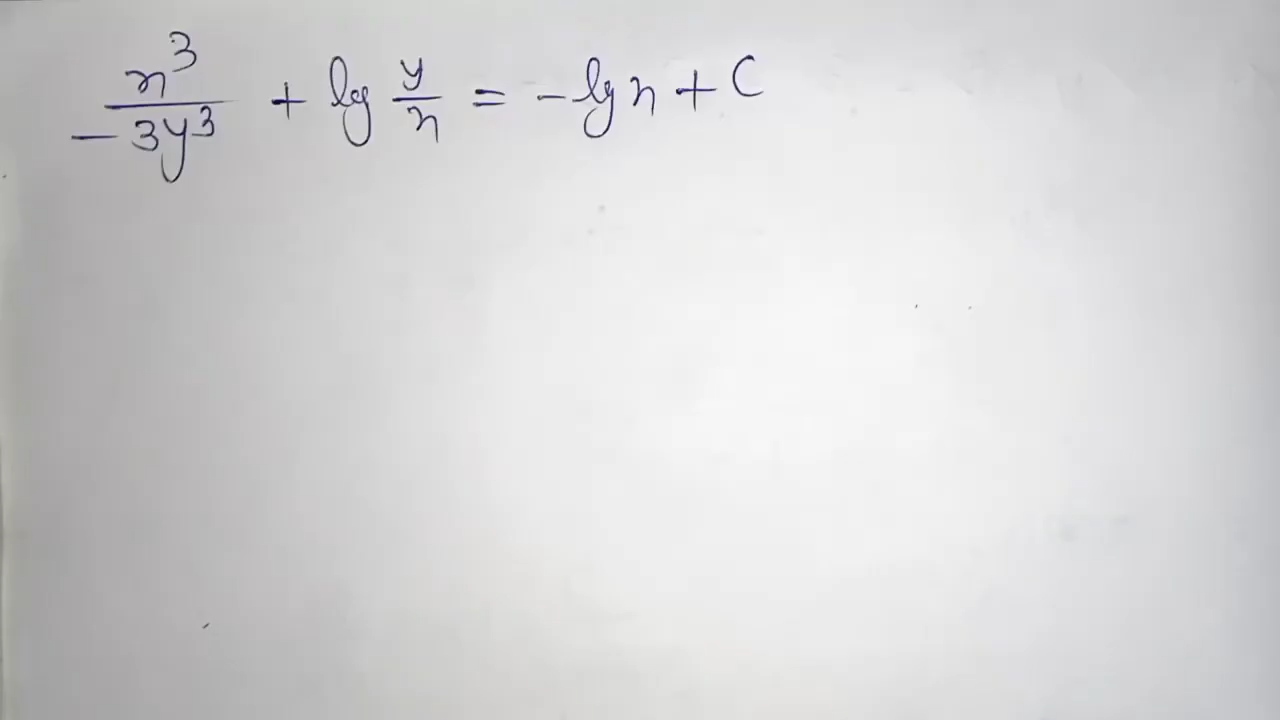 x³/-3y³ + log y/x = -log x + C